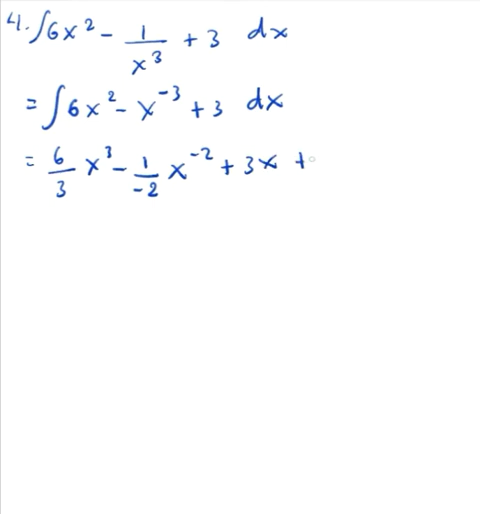 4. ∫6x² - 1/x³ + 3 dx
= ∫6x² - x⁻³ + 3 dx
= 6/3 x³ - 1/-2 x⁻² + 3x +